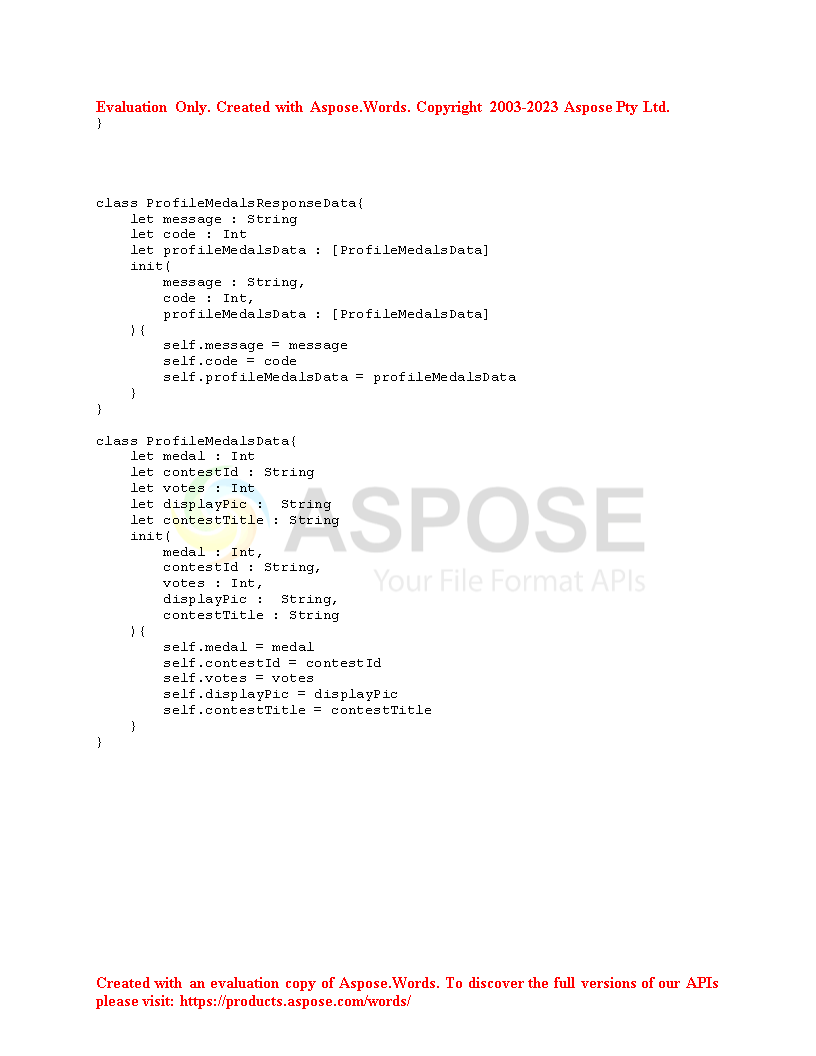 Evaluation Only. Created with Aspose.Words. Copyright 2003-2023 Aspose Pty Ltd.
}
class ProfileMedalsResponseData{
    let message : String
    let code : Int
    let profileMedalsData : [ProfileMedalsData]
    init(
        message : String,
        code : Int,
        profileMedalsData : [ProfileMedalsData]
    ){
        self.message = message
        self.code = code
        self.profileMedalsData = profileMedalsData
    }
}
class ProfileMedalsData{
    let medal : Int
    let contestId : String
    let votes : Int
    let displayPic :  String
    let contestTitle : String
    init(
        medal : Int,
        contestId : String,
        votes : Int,
        displayPic :  String,
        contestTitle : String
    ){
        self.medal = medal
        self.contestId = contestId
        self.votes = votes
        self.displayPic = displayPic
        self.contestTitle = contestTitle
    }
}
ASPOSE
Your File Format APIs
Created with an evaluation copy of Aspose.Words. To discover the full versions of our APIs
please visit: https://products.aspose.com/words/